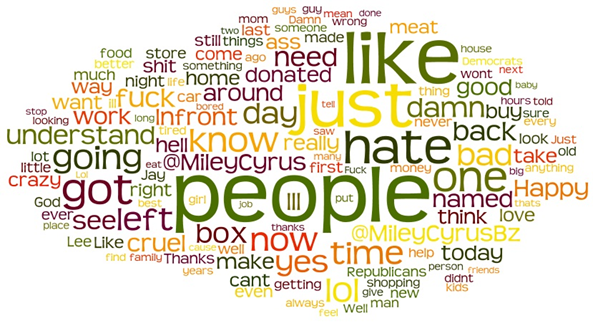 guys guy mean done
mom Damn wrong
two someone
last made meat
still things ass
food store come need like house
better something ago Democrats
much shit donated wont next
way night life home around just good baby
want ill fuck car day damn thing hours told
stop work long Infront buy sure
looking bored tell never every
understand tired know really saw hate back look Just
lot hell many Fuck old
going @MileyCyrus first money bad take big
little eat anything
crazy Lol got Jay people one Happy
God right girl lll put named thats
ever best job think love
place see left box now thanks @MileyCyrusBz
Lee Like cruel cause well yes time help today
find family Thanks make Republicans person
years cant getting lol shopping new didnt friends
even give man kids
always Well
feel